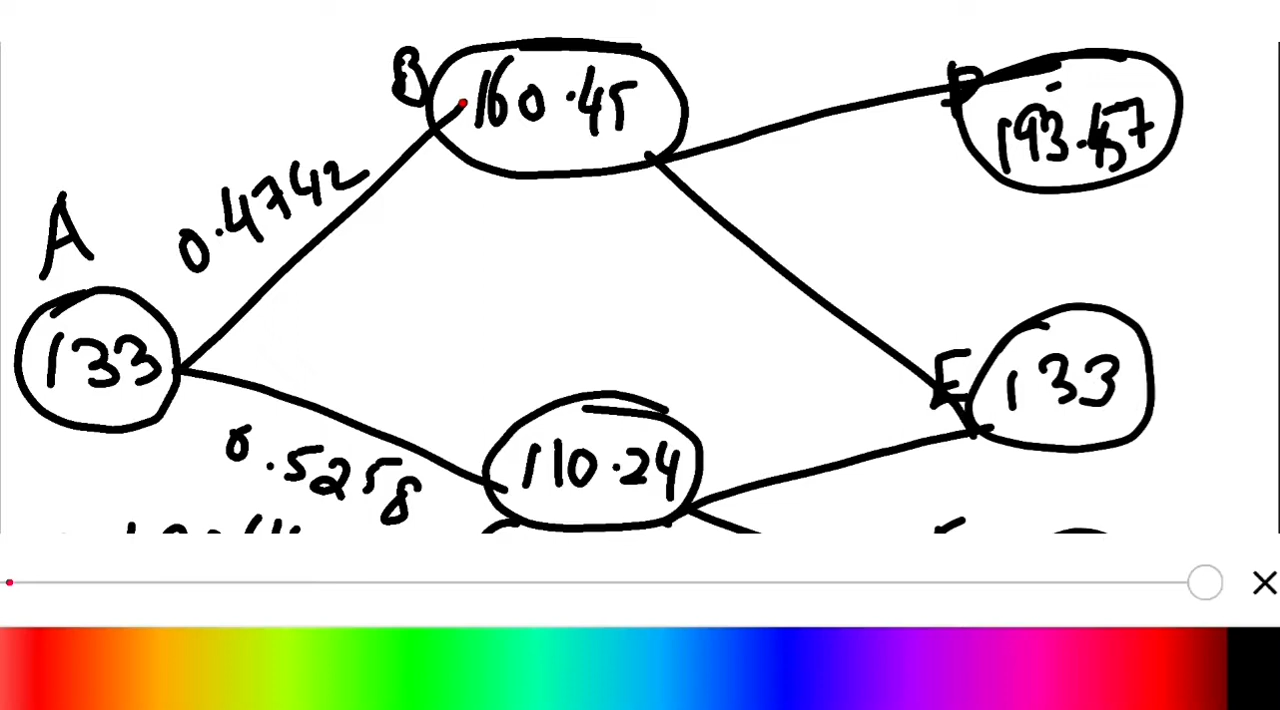 B 160.45
D 193.57
0.4742
A
133
E 133
0.5258
110.24